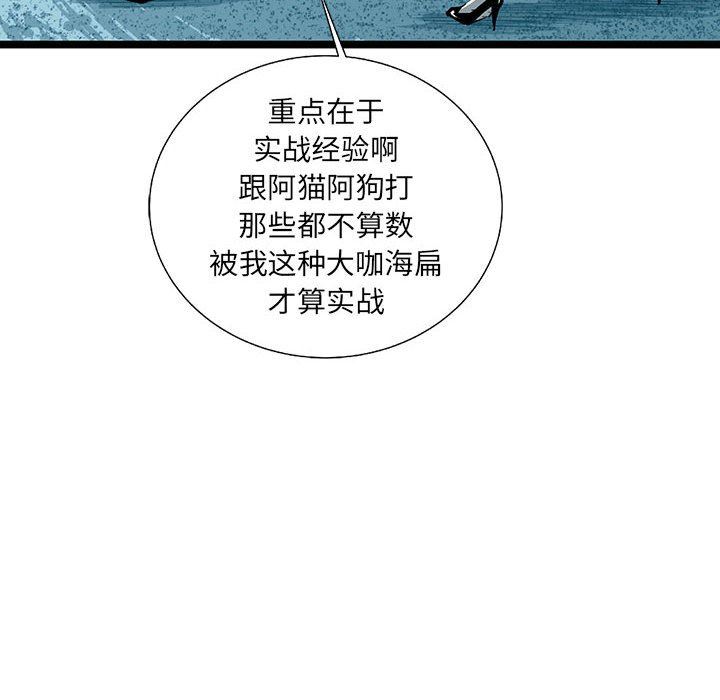 重点在于
实战经验啊
跟阿猫阿狗打
那些都不算数
被我这种大咖海扁
才算实战